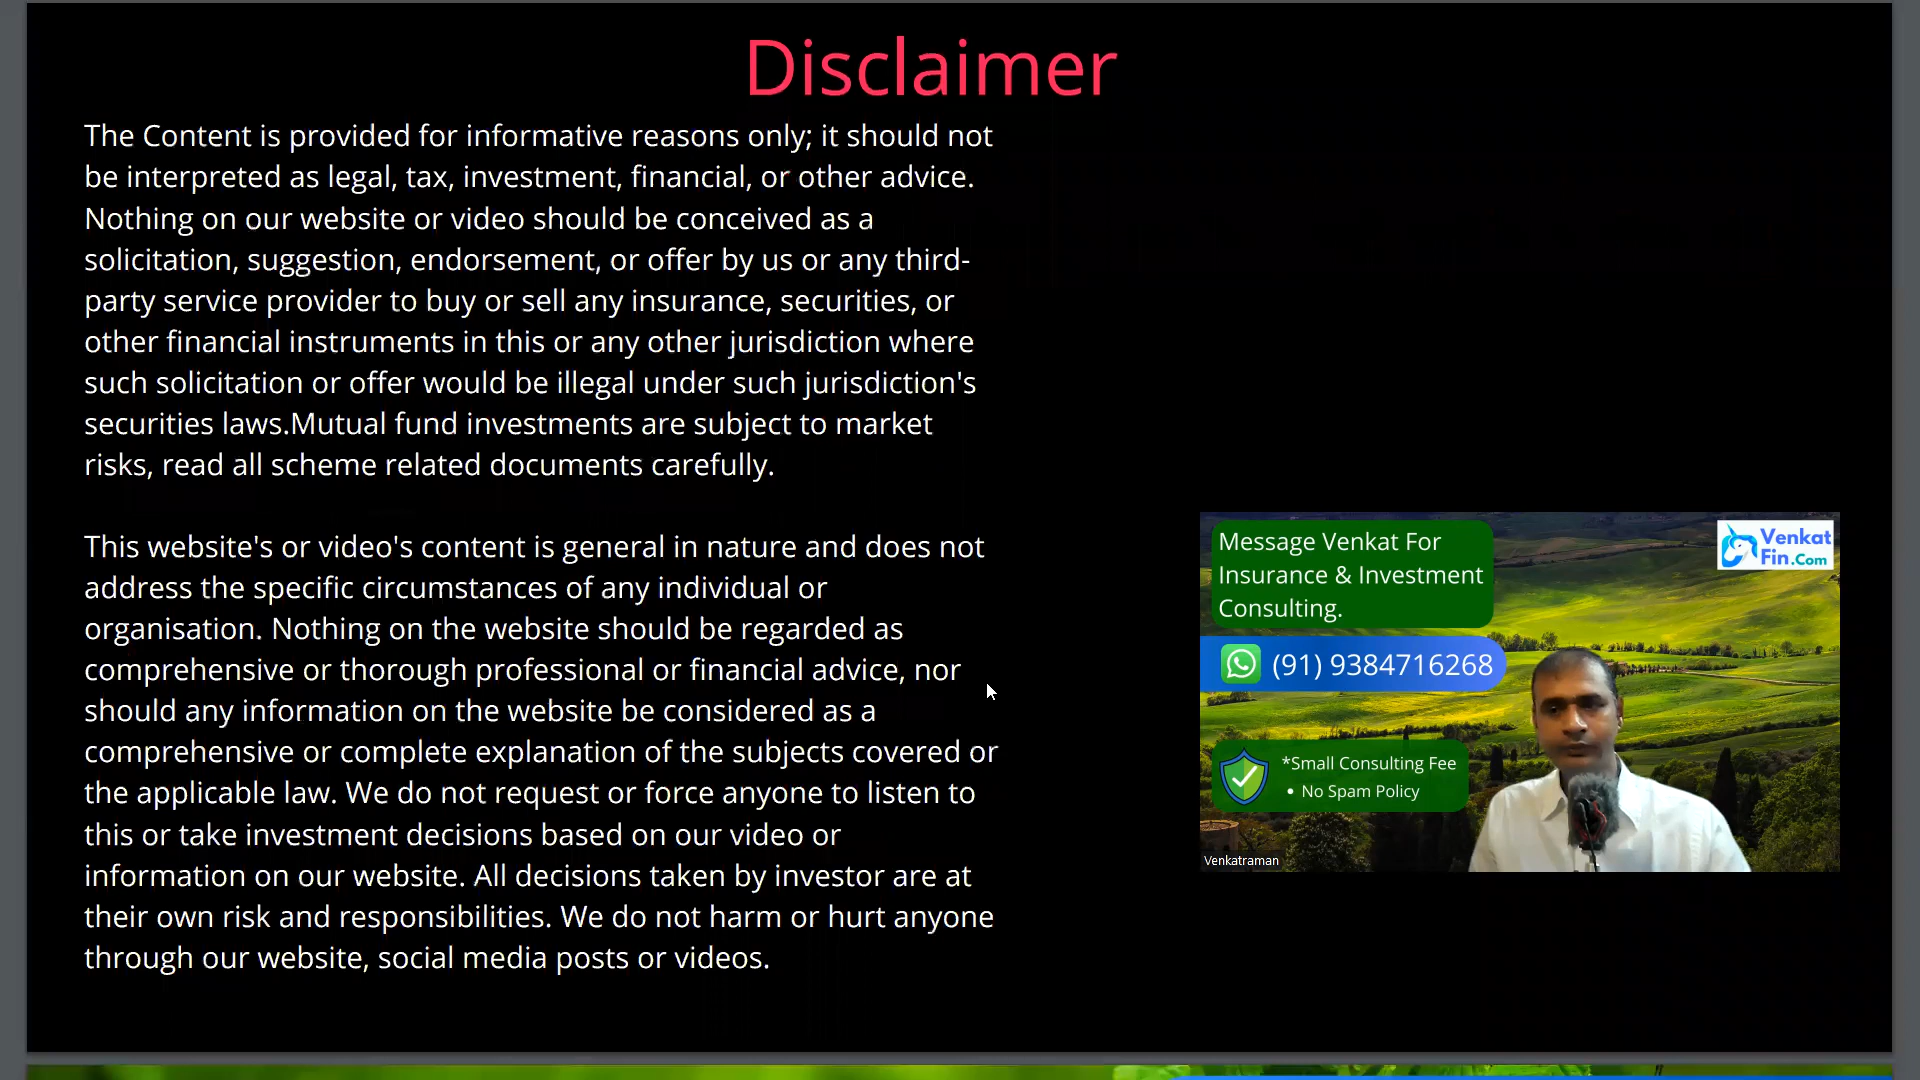 Disclaimer
The Content is provided for informative reasons only; it should not
be interpreted as legal, tax, investment, financial, or other advice.
Nothing on our website or video should be conceived as a
solicitation, suggestion, endorsement, or offer by us or any third-
party service provider to buy or sell any insurance, securities, or
other financial instruments in this or any other jurisdiction where
such solicitation or offer would be illegal under such jurisdiction's
securities laws.Mutual fund investments are subject to market
risks, read all scheme related documents carefully.
This website's or video's content is general in nature and does not
address the specific circumstances of any individual or
organisation. Nothing on the website should be regarded as
comprehensive or thorough professional or financial advice, nor
should any information on the website be considered as a
comprehensive or complete explanation of the subjects covered or
the applicable law. We do not request or force anyone to listen to
this or take investment decisions based on our video or
information on our website. All decisions taken by investor are at
their own risk and responsibilities. We do not harm or hurt anyone
through our website, social media posts or videos.
Message Venkat For
Insurance & Investment
Consulting.
Venkat
Fin.Com
(91) 9384716268
*Small Consulting Fee
• No Spam Policy
Venkatraman